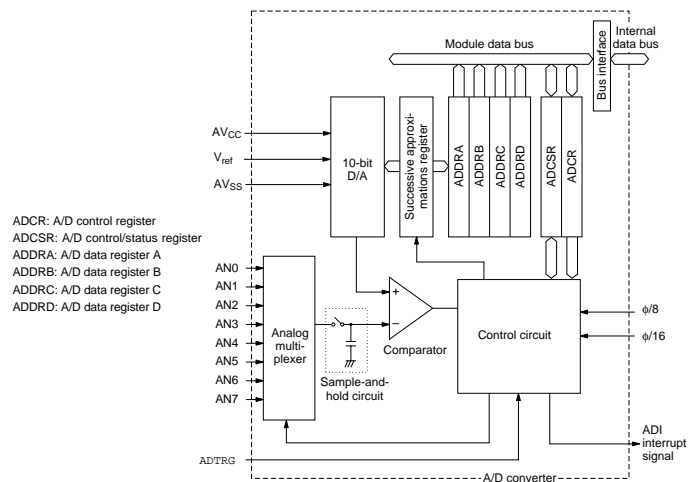 Module data bus
Internal
data bus
Bus interface
AVCC
Vref
AVSS
10-bit
D/A
Successive approxi-
mations register
ADDRA
ADDRB
ADDRC
ADDRD
ADCSR
ADCR
ADCR: A/D control register
ADCSR: A/D control/status register
ADDRA: A/D data register A
ADDRB: A/D data register B
ADDRC: A/D data register C
ADDRD: A/D data register D
AN0
AN1
AN2
AN3
AN4
AN5
AN6
AN7
Analog
multi-
plexer
+
−
Comparator
Sample-and-
hold circuit
Control circuit
ϕ/8
ϕ/16
ADTRG
ADI
interrupt
signal
A/D converter